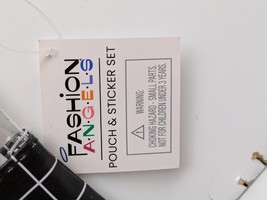 FASHION
ANGELS
POUCH & STICKER SET
WARNING:
CHOKING HAZARD - SMALL PARTS.
NOT FOR CHILDREN UNDER 3 YEARS.